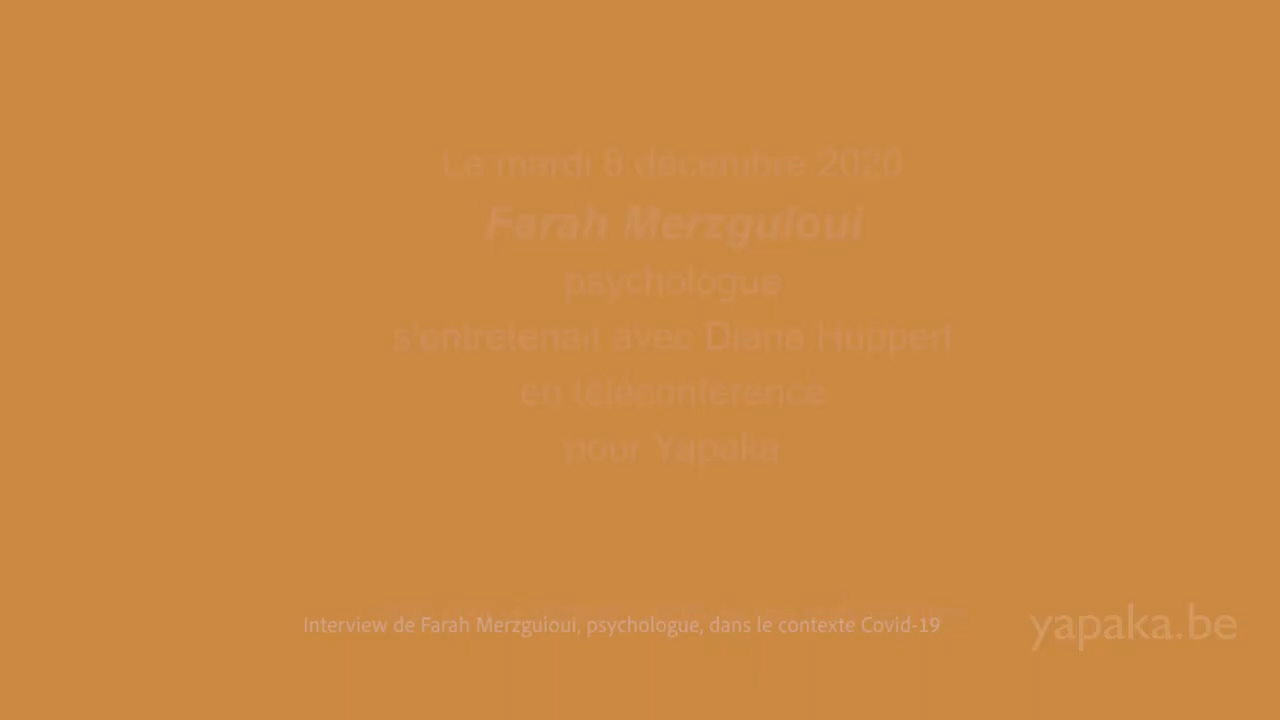 Le mardi 8 décembre 2020
Farah Merzguioui
psychologue
s'entretenait avec Diane Huppert
en téléconférence
pour Yapaka
Interview de Farah Merzguioui, psychologue, dans le contexte Covid-19
yapaka.be